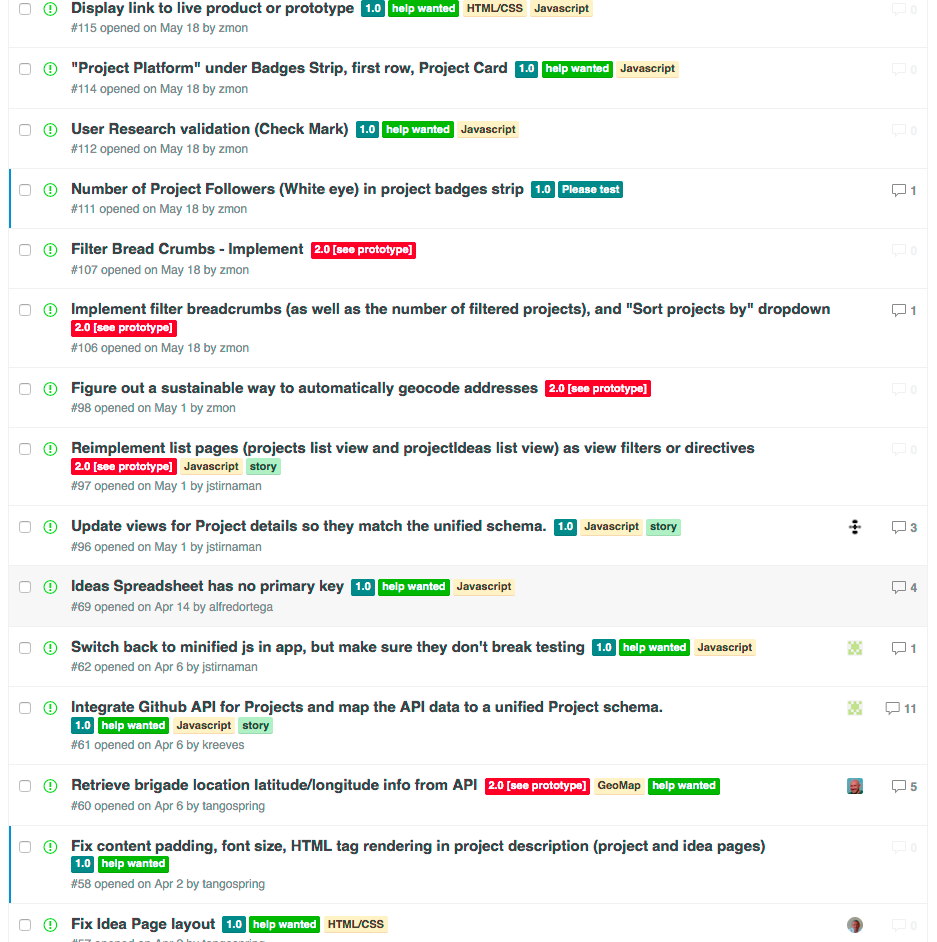 Display link to live product or prototype 1.0 help wanted HTML/CSS Javascript 0
#115 opened on May 18 by zmon
"Project Platform" under Badges Strip, first row, Project Card 1.0 help wanted Javascript 0
#114 opened on May 18 by zmon
User Research validation (Check Mark) 1.0 help wanted Javascript 0
#112 opened on May 18 by zmon
Number of Project Followers (White eye) in project badges strip 1.0 Please test 1
#111 opened on May 18 by zmon
Filter Bread Crumbs - Implement 2.0 [see prototype] 0
#107 opened on May 18 by zmon
Implement filter breadcrumbs (as well as the number of filtered projects), and "Sort projects by" dropdown 1
2.0 [see prototype]
#106 opened on May 18 by zmon
Figure out a sustainable way to automatically geocode addresses 2.0 [see prototype] 0
#98 opened on May 1 by zmon
Reimplement list pages (projects list view and projectIdeas list view) as view filters or directives 0
2.0 [see prototype] Javascript story
#97 opened on May 1 by jstirnaman
Update views for Project details so they match the unified schema. 1.0 Javascript story 3
#96 opened on May 1 by jstirnaman
Ideas Spreadsheet has no primary key 1.0 help wanted Javascript 4
#69 opened on Apr 14 by alfredortega
Switch back to minified js in app, but make sure they don't break testing 1.0 help wanted Javascript 1
#62 opened on Apr 6 by jstirnaman
Integrate Github API for Projects and map the API data to a unified Project schema. 11
1.0 help wanted Javascript story
#61 opened on Apr 6 by kreeves
Retrieve brigade location latitude/longitude info from API 2.0 [see prototype] GeoMap help wanted 5
#60 opened on Apr 6 by tangospring
Fix content padding, font size, HTML tag rendering in project description (project and idea pages) 0
1.0 help wanted
#58 opened on Apr 2 by tangospring
Fix Idea Page layout 1.0 help wanted HTML/CSS 0